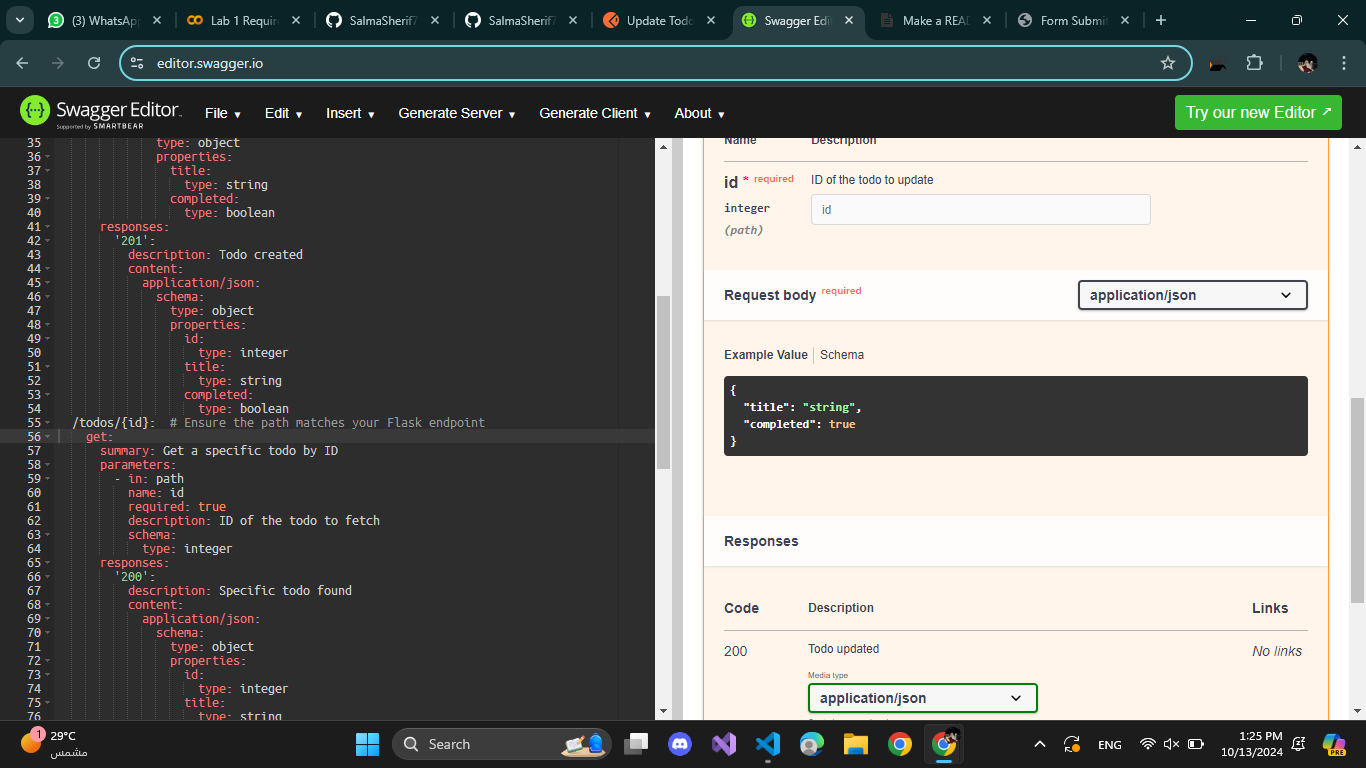 (3) WhatsApp
Lab 1 Requir
SalmaSherif7
SalmaSherif7
Update Todo
Swagger Edit
Make a REA
Form Submit
editor.swagger.io
Swagger Editor
Supported by SMARTBEAR
File
Edit
Insert
Generate Server
Generate Client
About
Try our new Editor
35 type: object
36 properties:
37 title:
38 type: string
39 completed:
40 type: boolean
41 responses:
42 '201':
43 description: Todo created
44 content:
45 application/json:
46 schema:
47 type: object
48 properties:
49 id:
50 type: integer
51 title:
52 type: string
53 completed:
54 type: boolean
55 /todos/{id}: # Ensure the path matches your Flask endpoint
56 get:
57 summary: Get a specific todo by ID
58 parameters:
59 - in: path
60 name: id
61 required: true
62 description: ID of the todo to fetch
63 schema:
64 type: integer
65 responses:
66 '200':
67 description: Specific todo found
68 content:
69 application/json:
70 schema:
71 type: object
72 properties:
73 id:
74 type: integer
75 title:
76 type: string
Name Description
id * required ID of the todo to update
integer id
(path)
Request body required application/json
Example Value Schema
{
"title": "string",
"completed": true
}
Responses
Code Description Links
200 Todo updated No links
Media type
application/json
1
29°C
مشمس
Search
ENG
1:25 PM
10/13/2024
PRE